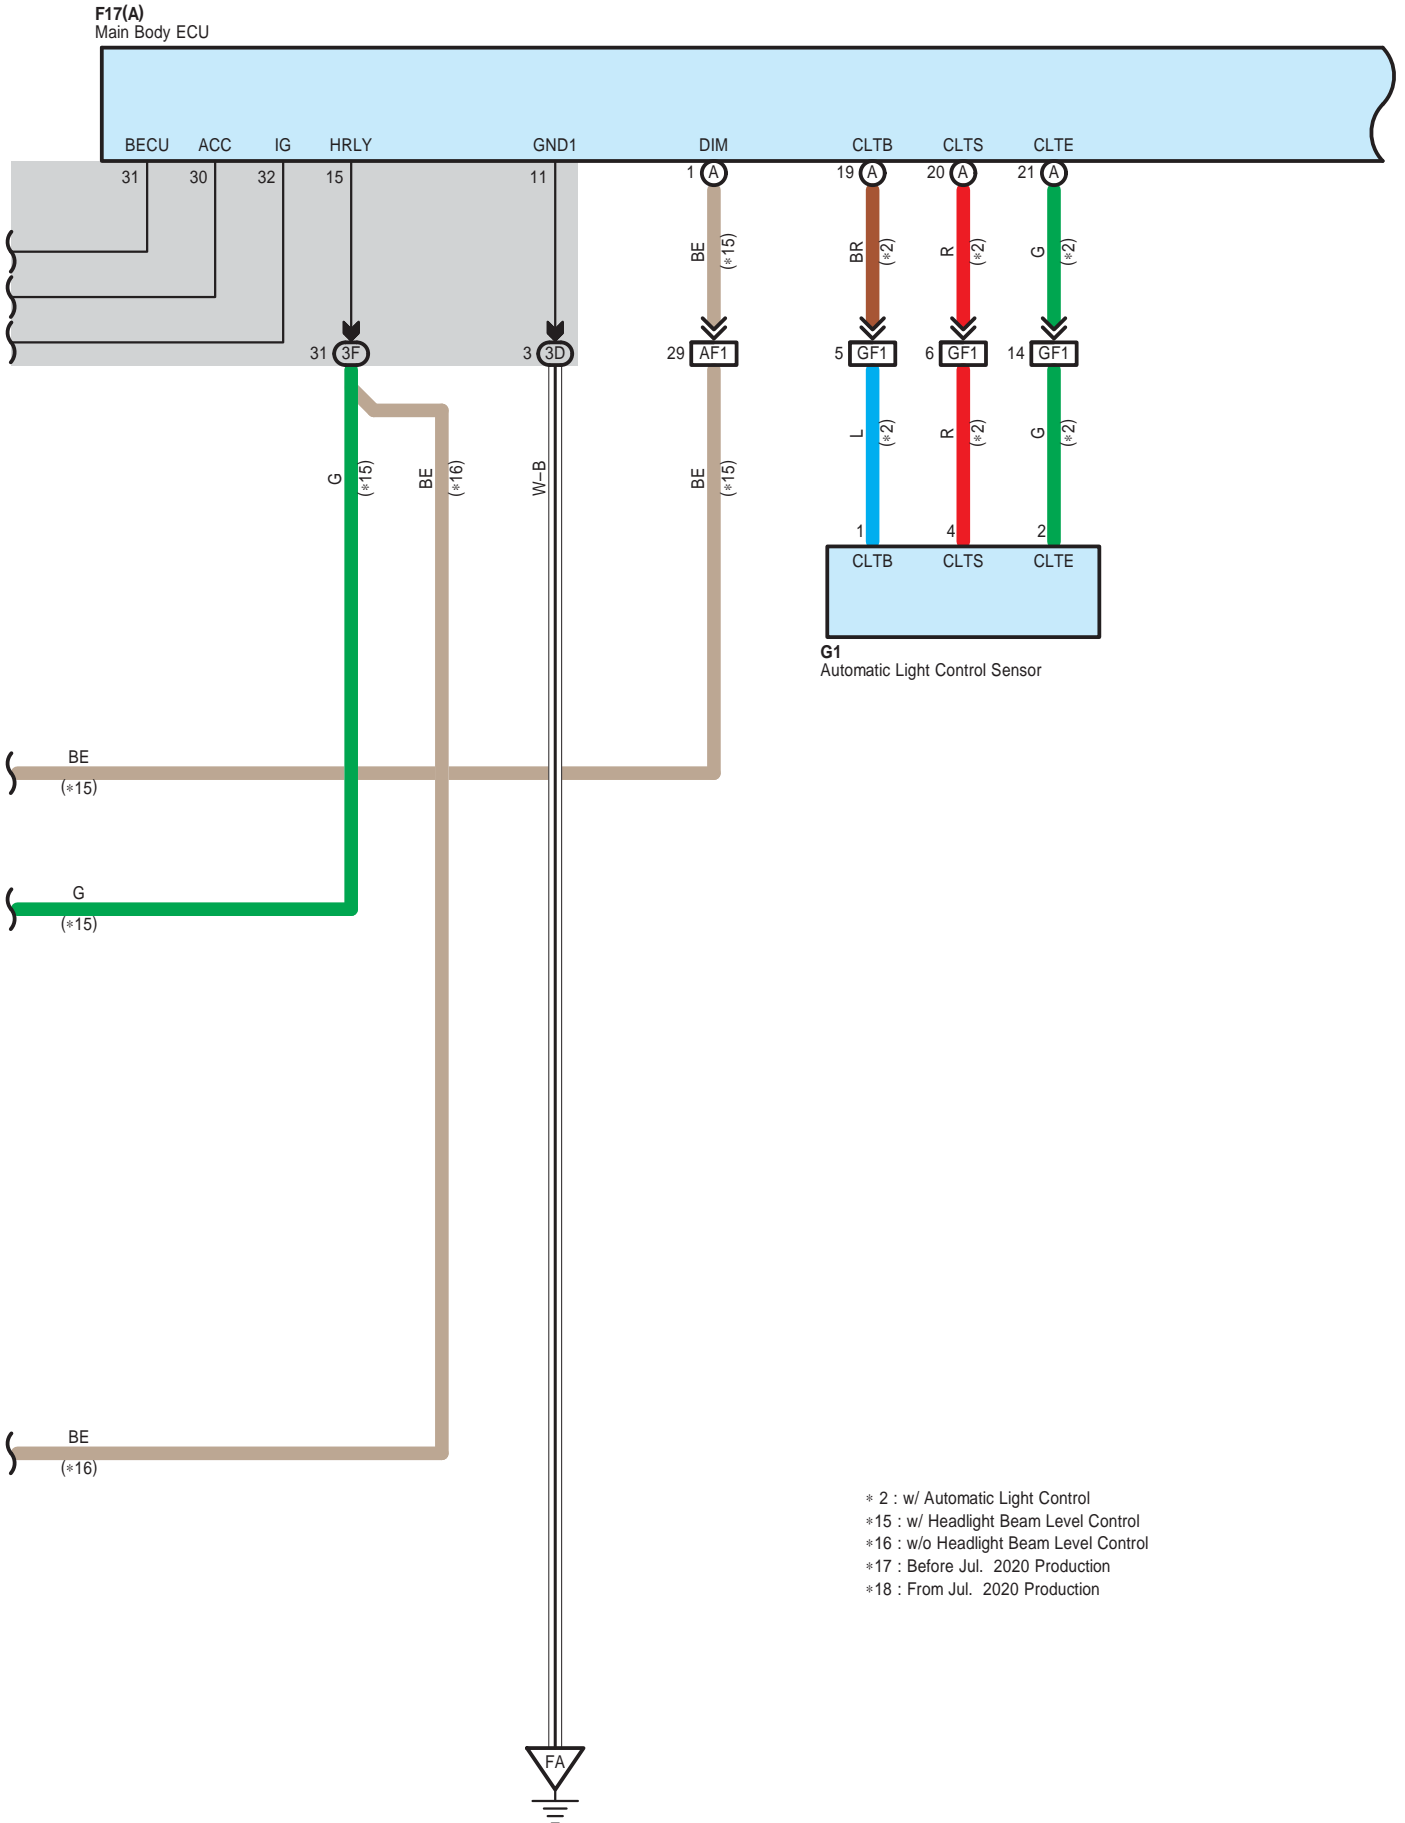 F17(A)
Main Body ECU
BECU ACC IG HRLY GND1 DIM CLTB CLTS CLTE
31 30 32 15 11 1 A 19 A 20 A 21 A
BE (*15) BR (*2) R (*2) G (*2)
31 3F 3 3D 29 AF1 5 GF1 6 GF1 14 GF1
L (*2) R (*2) G (*2)
G (*15) BE (*16) W–B BE (*15)
1 4 2
CLTB CLTS CLTE
G1
Automatic Light Control Sensor
BE
(*15)
G
(*15)
BE
(*16)
* 2 : w/ Automatic Light Control
*15 : w/ Headlight Beam Level Control
*16 : w/o Headlight Beam Level Control
*17 : Before Jul. 2020 Production
*18 : From Jul. 2020 Production
FA